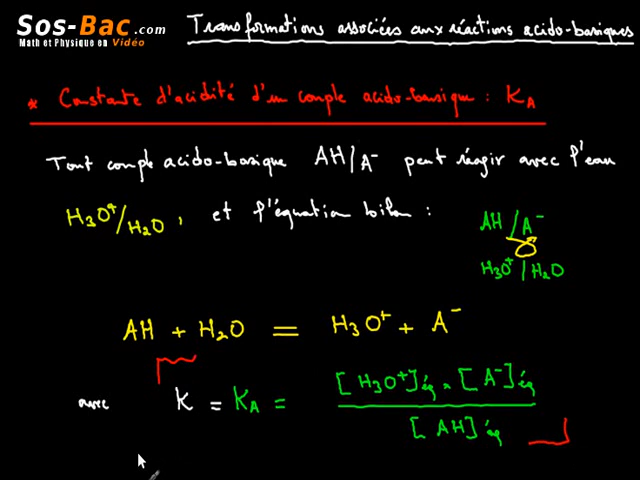 Sos-Bac.com
Math et Physique en Vidéo
Transformations associées aux réactions acido-basiques
* Constante d'acidité d'un couple acido-basique : KA
Tout couple acido-basique AH/A⁻ peut réagir avec l'eau
H₃O⁺/H₂O, et l'équation bilan :
AH/A⁻
H₃O⁺/H₂O
AH + H₂O = H₃O⁺ + A⁻
avec K = KA = [H₃O⁺]éq × [A⁻]éq
[AH]éq